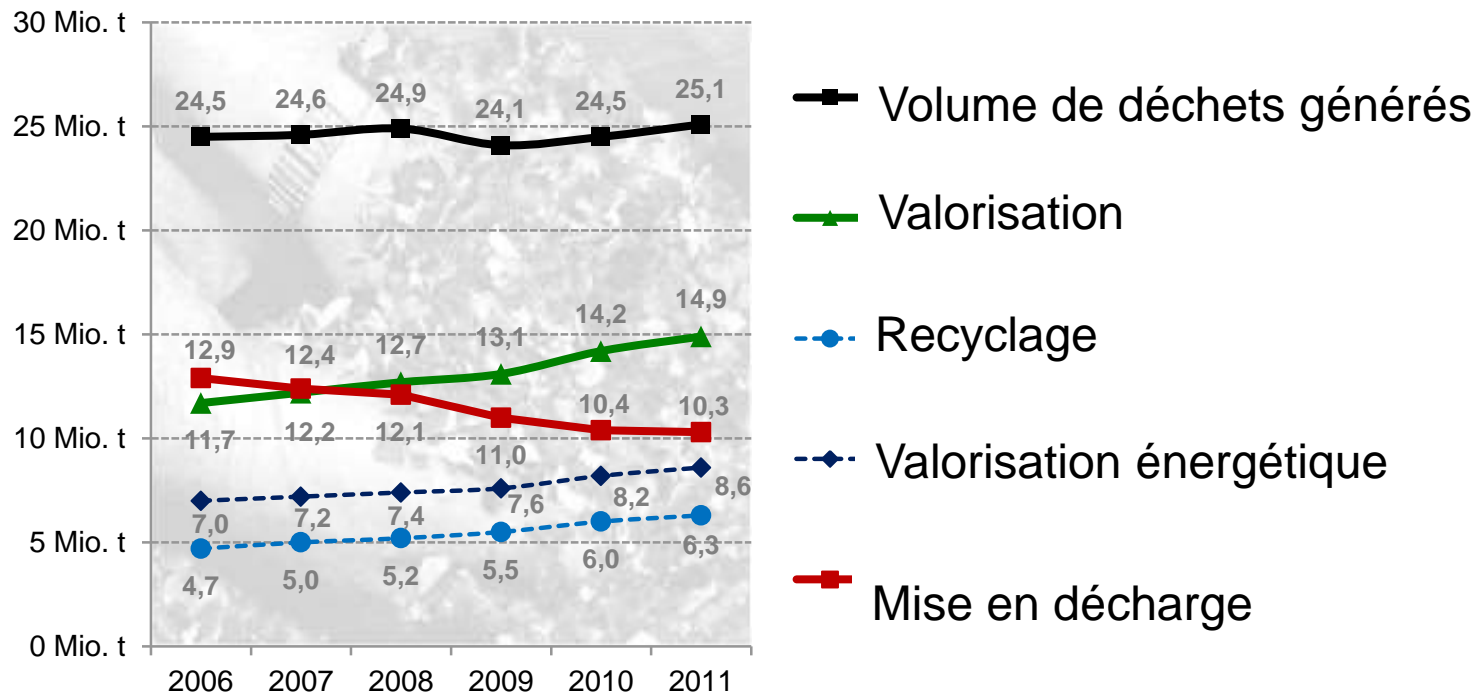 30 Mio. t
25 Mio. t
20 Mio. t
15 Mio. t
10 Mio. t
5 Mio. t
0 Mio. t
24,5 24,6 24,9 24,1 24,5 25,1
12,9 12,4 12,7 13,1 14,2 14,9
11,7 12,2 12,1 11,0 10,4 10,3
7,0 7,2 7,4 7,6 8,2 8,6
4,7 5,0 5,2 5,5 6,0 6,3
2006 2007 2008 2009 2010 2011
Volume de déchets générés
Valorisation
Recyclage
Valorisation énergétique
Mise en décharge